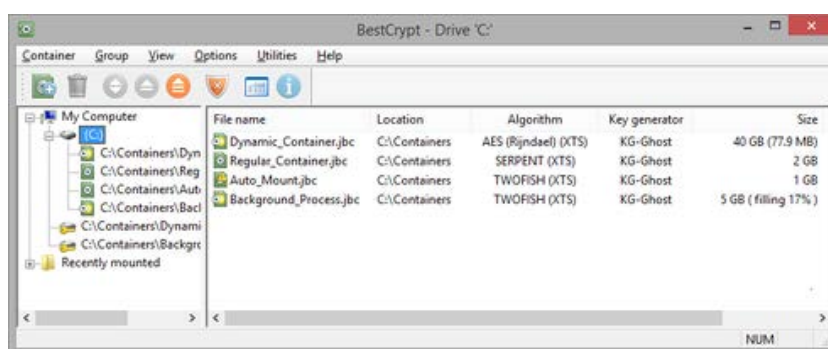 BestCrypt - Drive 'C:'
Container Group View Options Utilities Help
My Computer
(C:)
C:\Containers\Dyn
C:\Containers\Reg
C:\Containers\Aut
C:\Containers\Bacl
C:\Containers\Dynami
C:\Containers\Backgr
Recently mounted
File name Location Algorithm Key generator Size
Dynamic_Container.jbc C:\Containers AES (Rijndael) (XTS) KG-Ghost 40 GB (77.9 MB)
Regular_Container.jbc C:\Containers SERPENT (XTS) KG-Ghost 2 GB
Auto_Mount.jbc C:\Containers TWOFISH (XTS) KG-Ghost 1 GB
Background_Process.jbc C:\Containers TWOFISH (XTS) KG-Ghost 5 GB ( filling 17% )
NUM